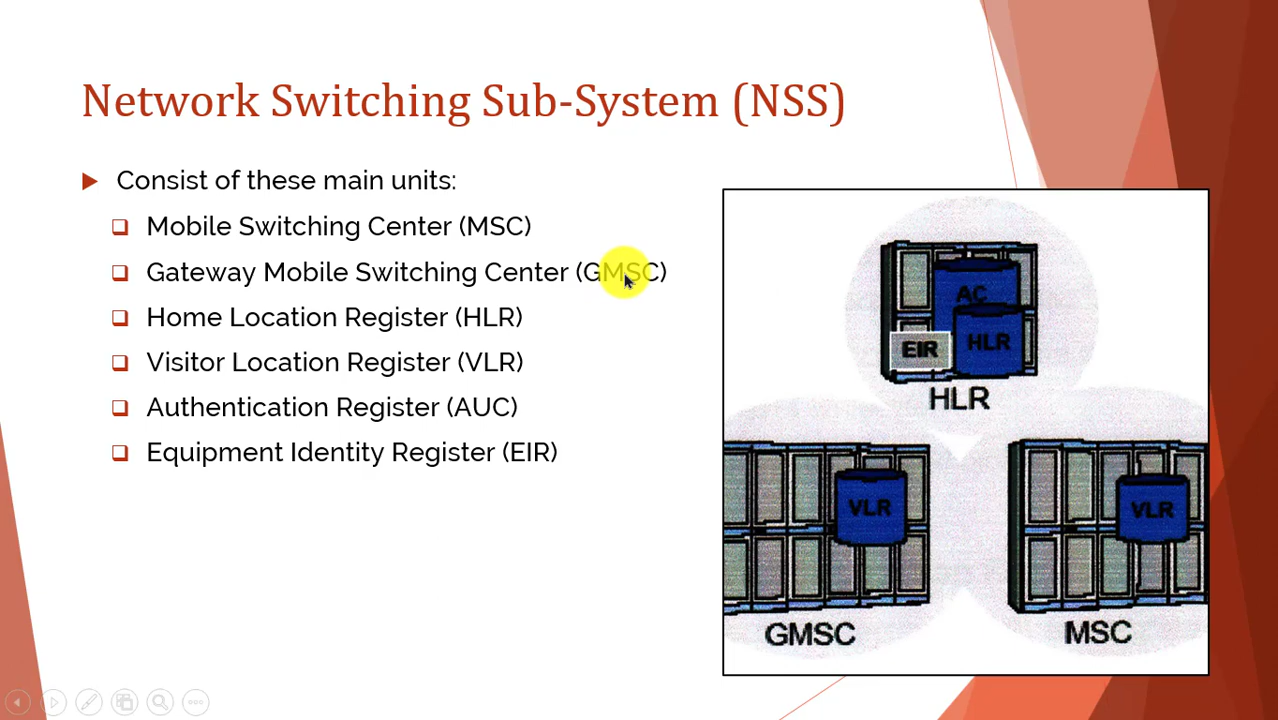 Network Switching Sub-System (NSS)
Consist of these main units:
Mobile Switching Center (MSC)
Gateway Mobile Switching Center (GMSC)
Home Location Register (HLR)
Visitor Location Register (VLR)
Authentication Register (AUC)
Equipment Identity Register (EIR)
AC
EIR
HLR
HLR
VLR
VLR
GMSC
MSC